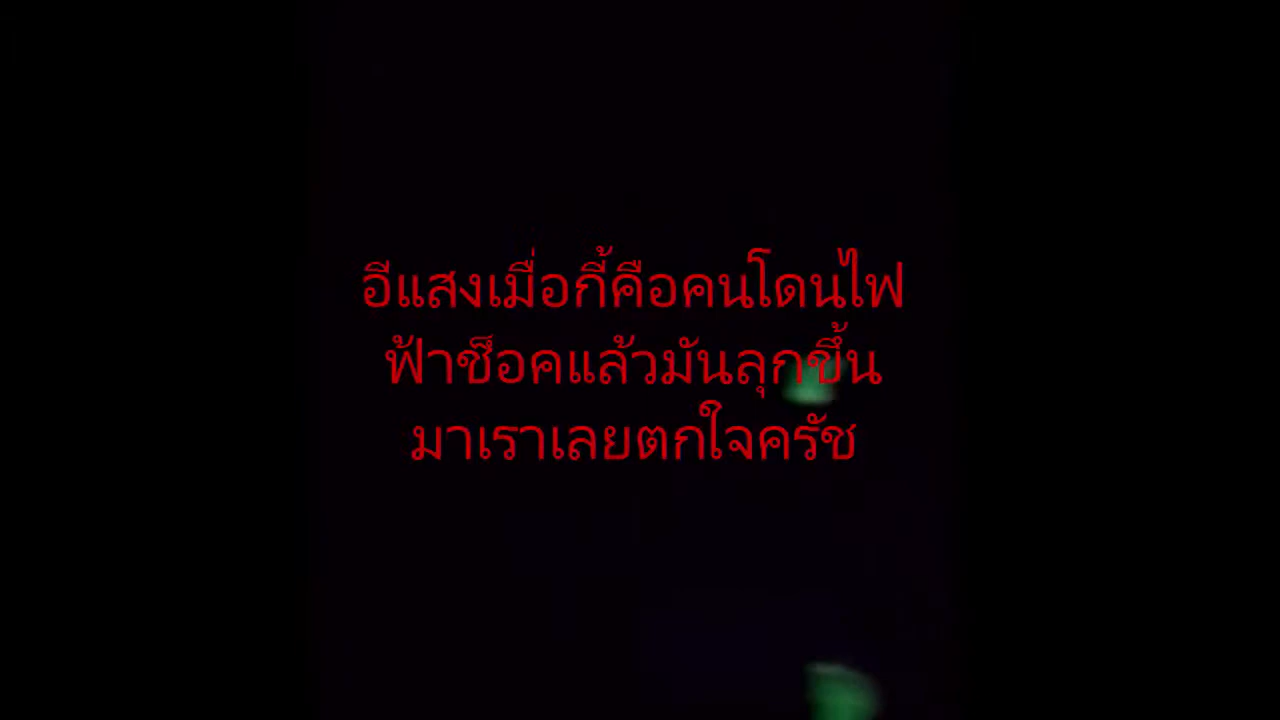 อีแสงเมื่อกี้คือคนโดนไฟ
ฟ้าช็อคแล้วมันลุกขึ้น
มาเราเลยตกใจครัช